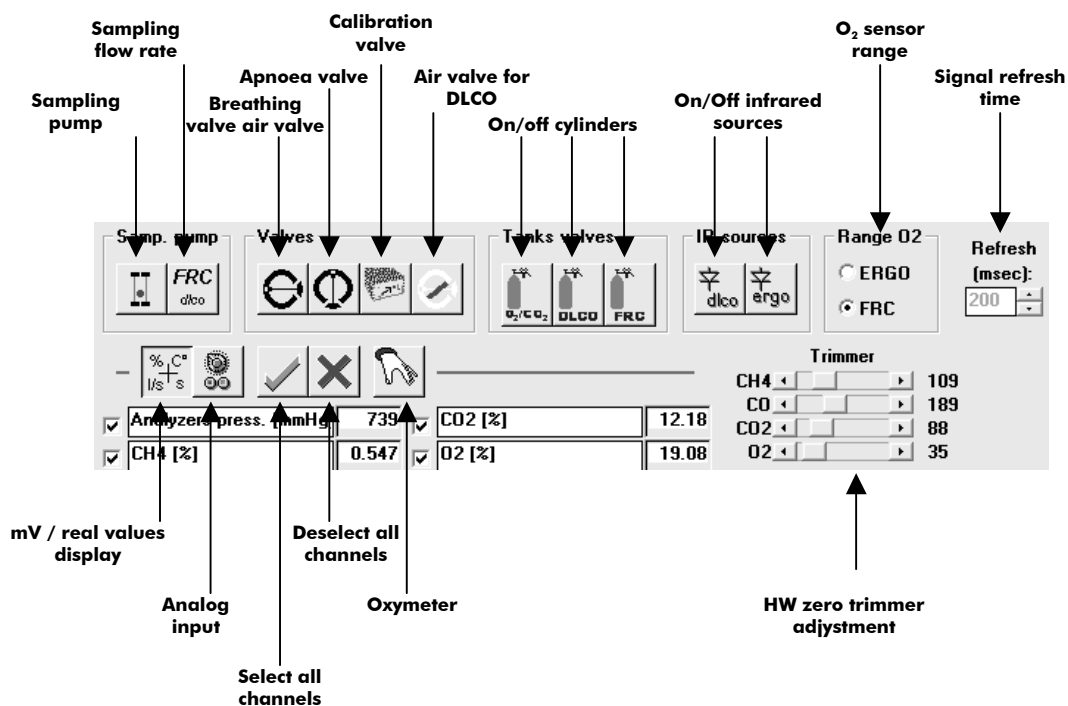 Sampling
flow rate
Calibration
valve
O₂ sensor
range
Apnoea valve
Air valve for
DLCO
Signal refresh
time
Sampling
pump
Breathing
valve air valve
On/off cylinders
On/Off infrared
sources
Samp. pump
Valves
Tanks valves
IR sources
Range O2
Refresh
(msec):
FRC
dlco
O₂/CO₂
DLCO
FRC
dlco
ergo
ERGO
FRC
200
% C°
l/s s
Trimmer
CH4 109
CO 189
CO2 88
O2 35
Analyzers press. [mmHg 739
CO2 [%] 12.18
CH4 [%] 0.547
O2 [%] 19.08
mV / real values
display
Deselect all
channels
Analog
input
Oxymeter
HW zero trimmer
adjystment
Select all
channels